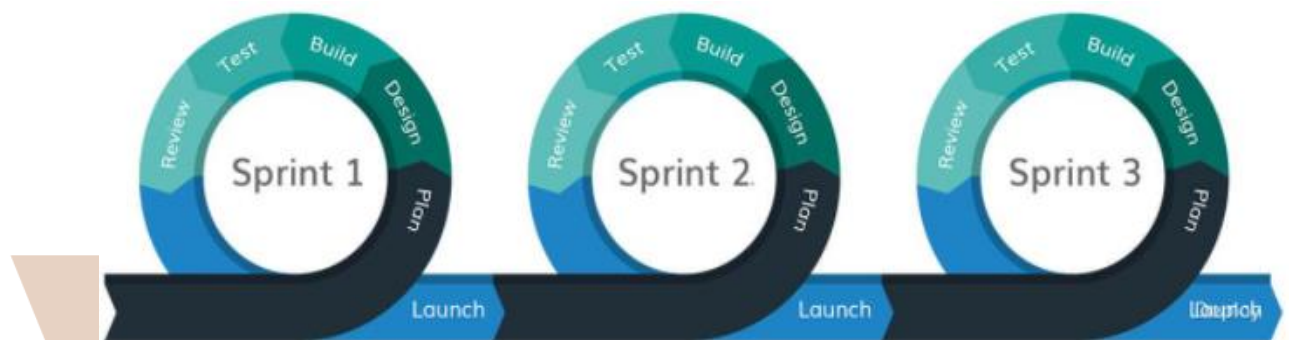 Test Build Design Review Sprint 1 Plan
Launch
Test Build Design Review Sprint 2. Plan
Launch
Test Build Design Review Sprint 3 Plan